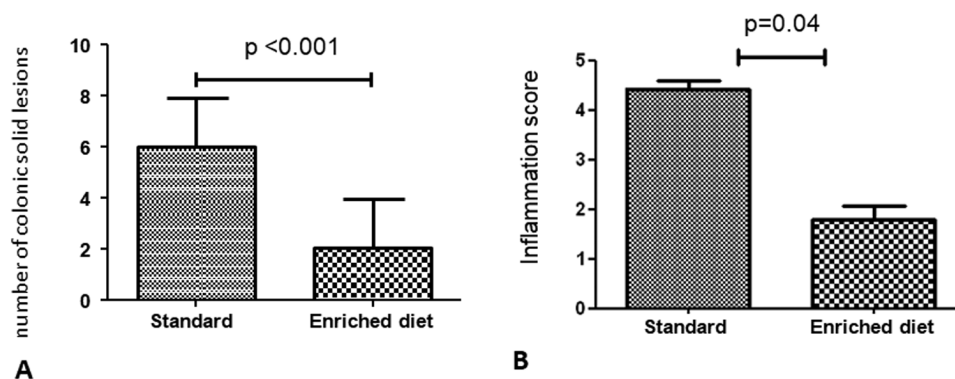 p <0.001
number of colonic solid lesions
10
8
6
4
2
0
Standard Enriched diet
A
p=0.04
Inflammation score
5
4
3
2
1
0
Standard Enriched diet
B